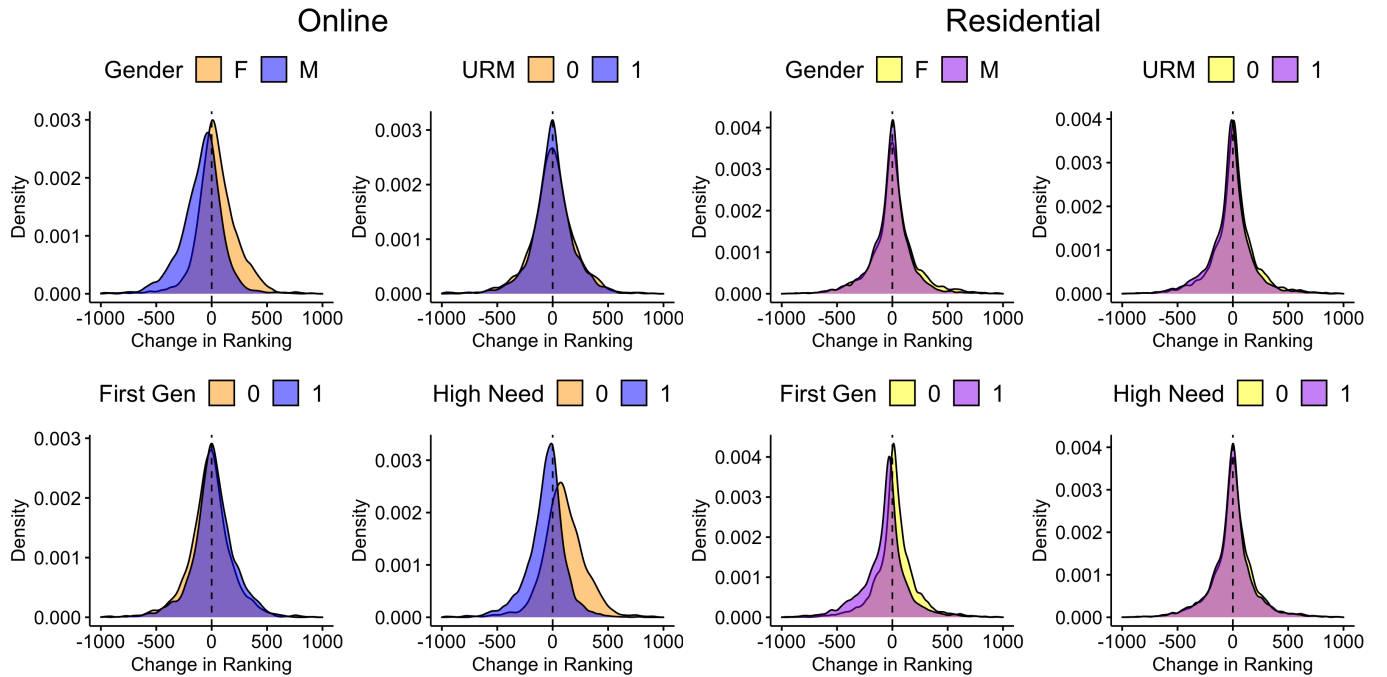 Online
Residential
Gender F M
URM 0 1
Gender F M
URM 0 1
Density
0.003
0.002
0.001
0.000
-1000 -500 0 500 1000
Change in Ranking
Density
0.003
0.002
0.001
0.000
-1000 -500 0 500 1000
Change in Ranking
Density
0.004
0.003
0.002
0.001
0.000
-1000 -500 0 500 1000
Change in Ranking
Density
0.004
0.003
0.002
0.001
0.000
-1000 -500 0 500 1000
Change in Ranking
First Gen 0 1
High Need 0 1
First Gen 0 1
High Need 0 1
Density
0.003
0.002
0.001
0.000
-1000 -500 0 500 1000
Change in Ranking
Density
0.003
0.002
0.001
0.000
-1000 -500 0 500 1000
Change in Ranking
Density
0.004
0.003
0.002
0.001
0.000
-1000 -500 0 500 1000
Change in Ranking
Density
0.004
0.003
0.002
0.001
0.000
-1000 -500 0 500 1000
Change in Ranking